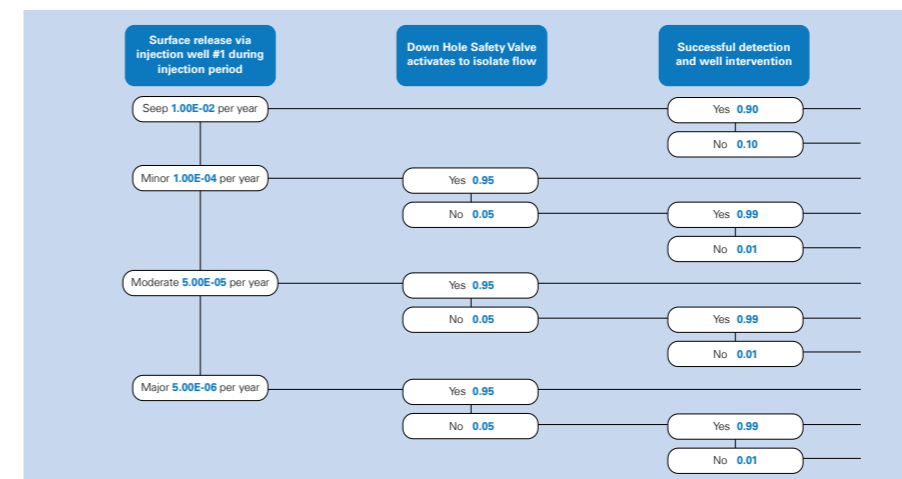 Surface release via
injection well #1 during
injection period
Down Hole Safety Valve
activates to isolate flow
Successful detection
and well intervention
Seep 1.00E-02 per year
Yes 0.90
No 0.10
Minor 1.00E-04 per year
Yes 0.95
No 0.05
Yes 0.99
No 0.01
Moderate 5.00E-05 per year
Yes 0.95
No 0.05
Yes 0.99
No 0.01
Major 5.00E-06 per year
Yes 0.95
No 0.05
Yes 0.99
No 0.01